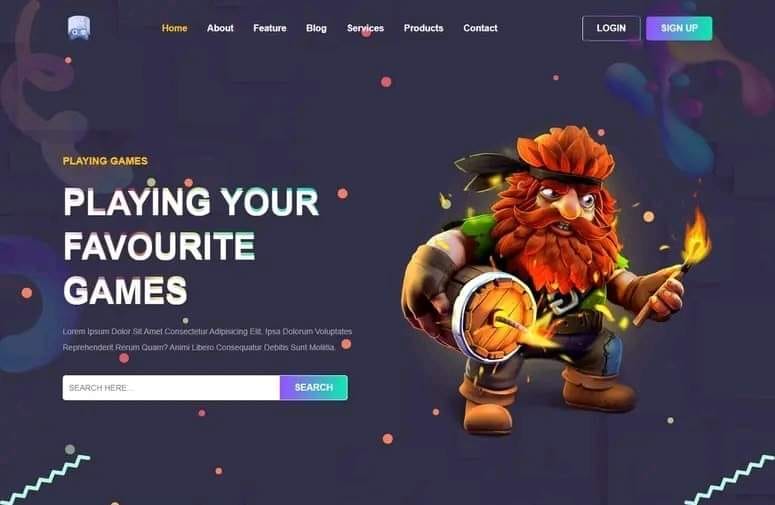 Home About Feature Blog Services Products Contact LOGIN SIGN UP
PLAYING GAMES
PLAYING YOUR
FAVOURITE
GAMES
Lorem Ipsum Dolor Sit Amet Consectetur Adipisicing Elit. Ipsa Dolorum Voluptates
Reprehenderit Rerum Quam? Animi Libero Consequatur Debitis Sunt Mollitia.
SEARCH HERE... SEARCH